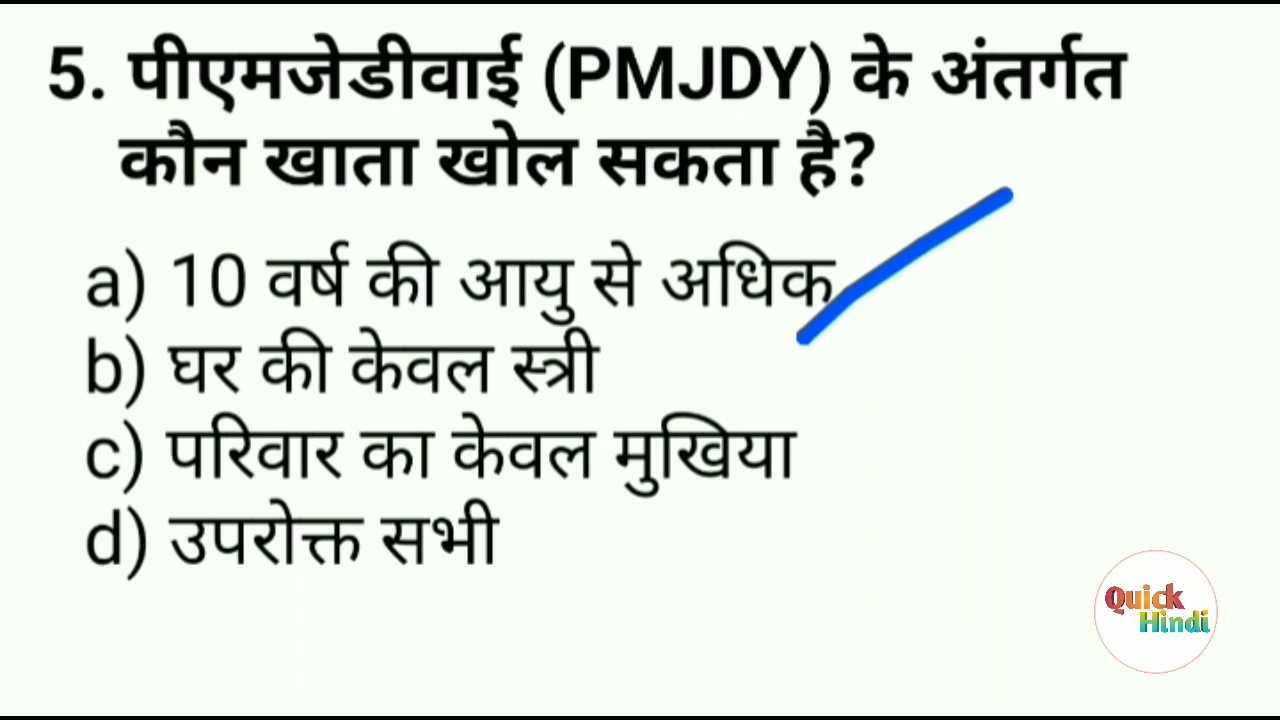 5. पीएमजेडीवाई (PMJDY) के अंतर्गत
कौन खाता खोल सकता है?
a) 10 वर्ष की आयु से अधिक
b) घर की केवल स्त्री
c) परिवार का केवल मुखिया
d) उपरोक्त सभी
Quick
Hindi